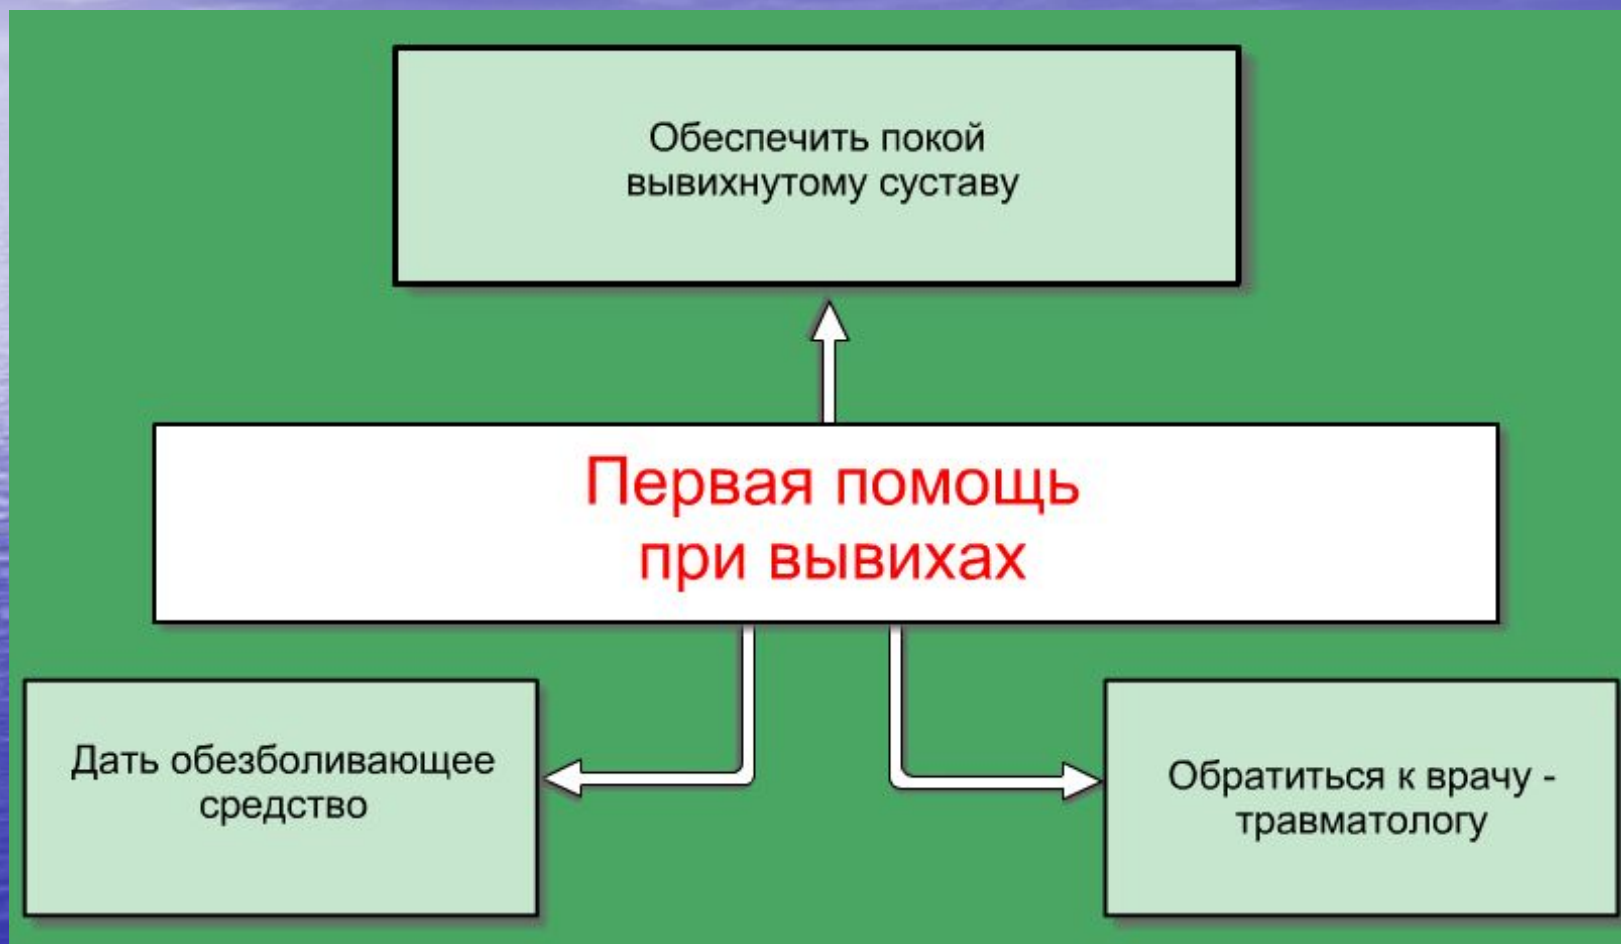 Обеспечить покой
вывихнутому суставу
Первая помощь
при вывихах
Дать обезболивающее
средство
Обратиться к врачу -
травматологу